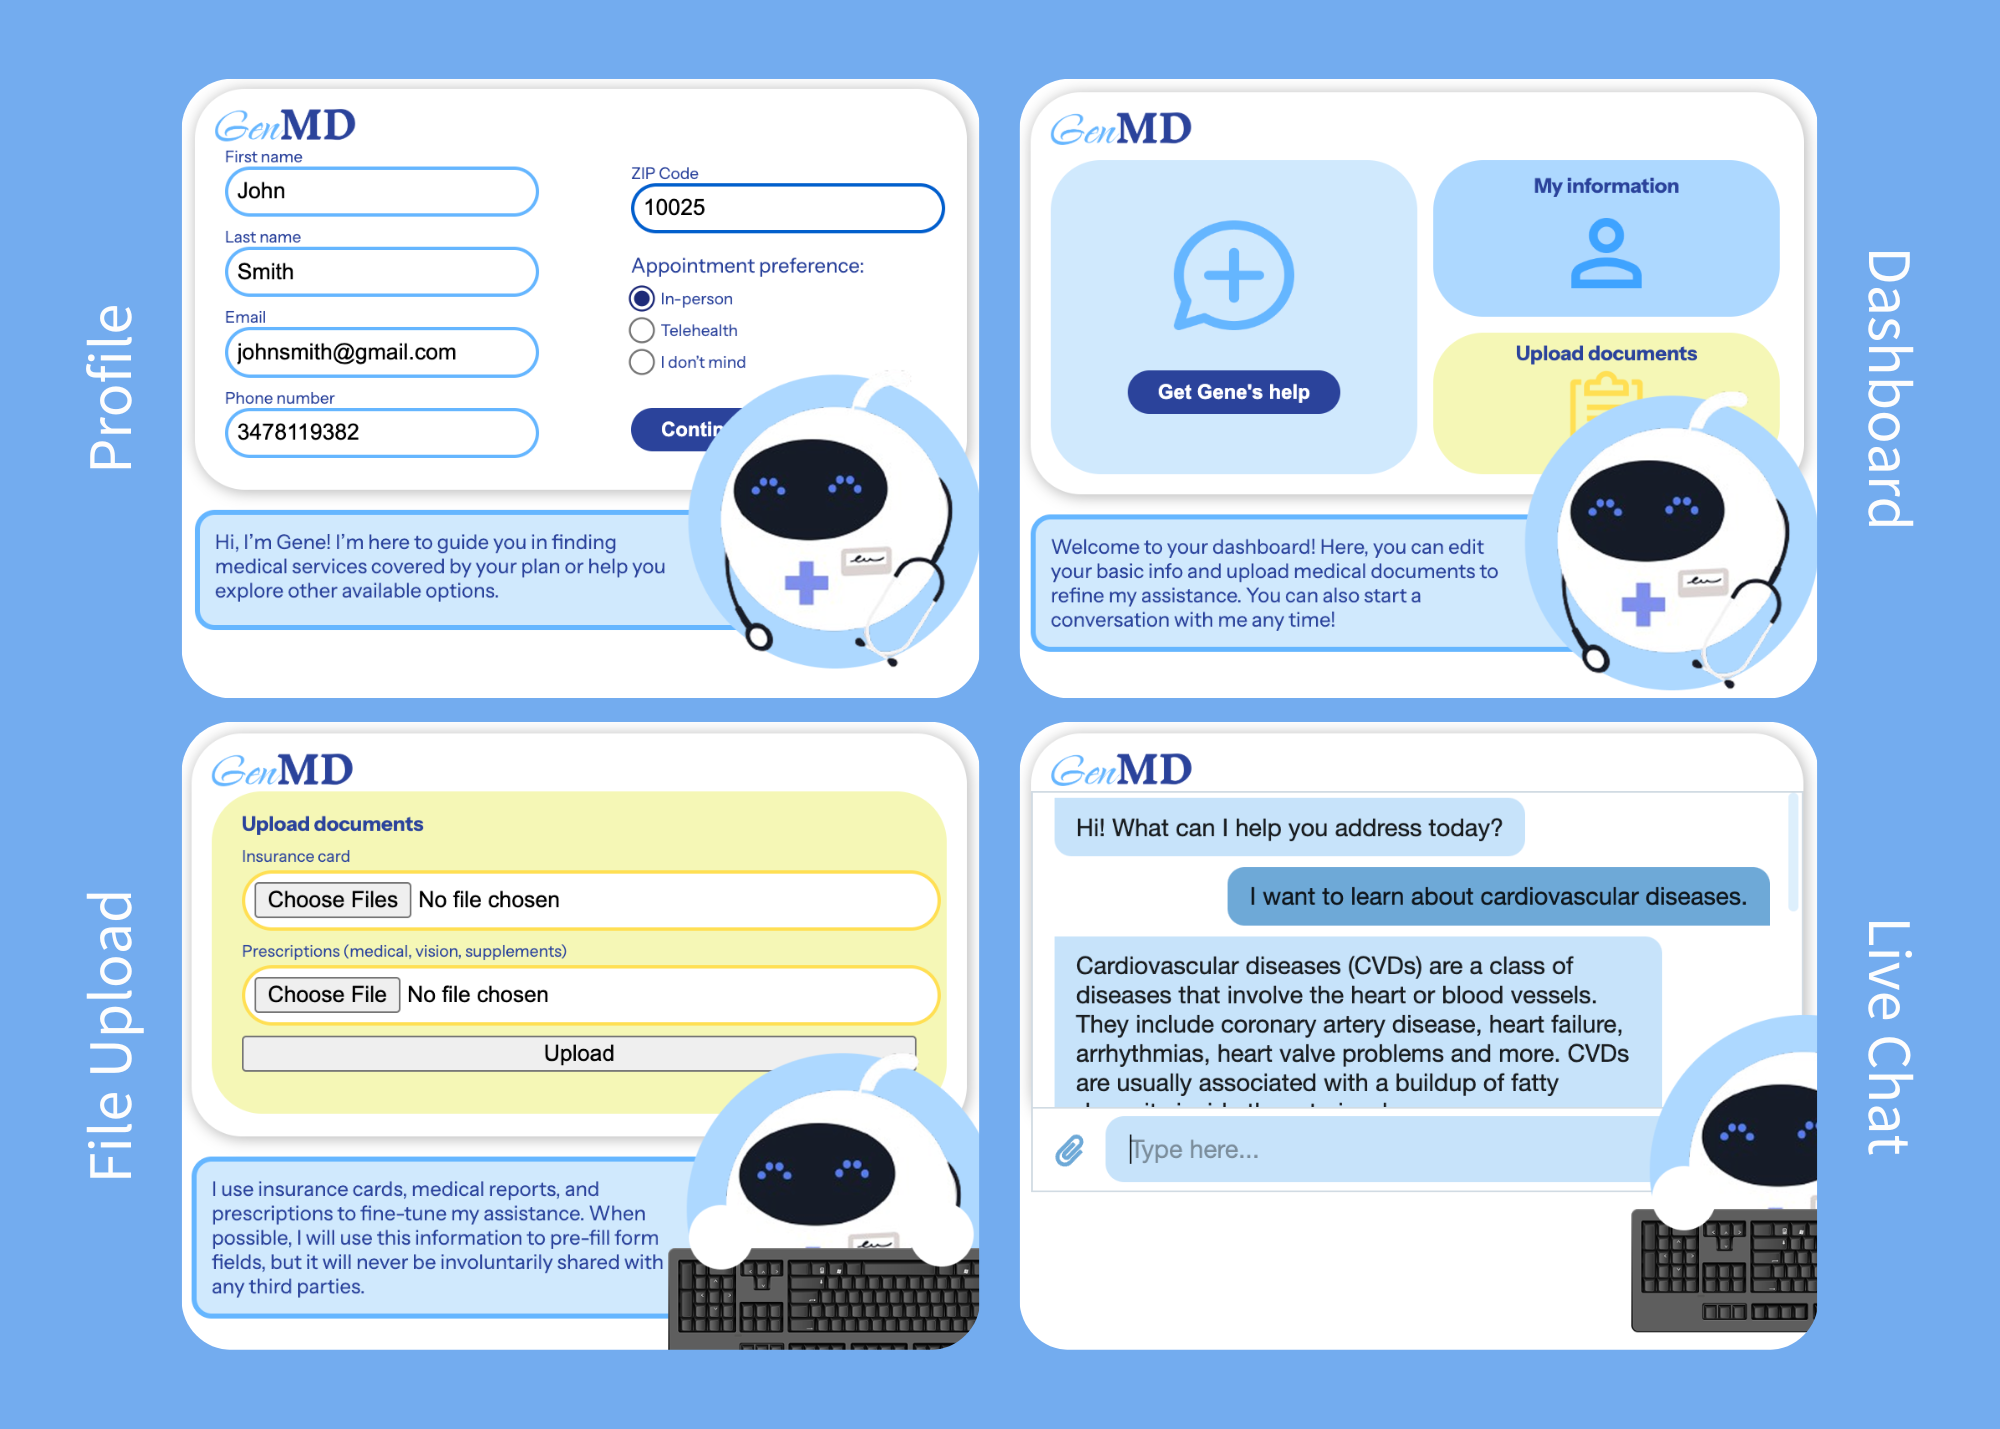 Profile
GenMD
First name
John
Last name
Smith
Email
johnsmith@gmail.com
Phone number
3478119382
ZIP Code
10025
Appointment preference:
In-person
Telehealth
I don't mind
Hi, I'm Gene! I'm here to guide you in finding
medical services covered by your plan or help you
explore other available options.
Dashboard
GenMD
Get Gene's help
My information
Upload documents
Welcome to your dashboard! Here, you can edit
your basic info and upload medical documents to
refine my assistance. You can also start a
conversation with me any time!
File Upload
GenMD
Upload documents
Insurance card
Choose Files No file chosen
Prescriptions (medical, vision, supplements)
Choose File No file chosen
Upload
I use insurance cards, medical reports, and
prescriptions to fine-tune my assistance. When
possible, I will use this information to pre-fill form
fields, but it will never be involuntarily shared with
any third parties.
Live Chat
GenMD
Hi! What can I help you address today?
I want to learn about cardiovascular diseases.
Cardiovascular diseases (CVDs) are a class of
diseases that involve the heart or blood vessels.
They include coronary artery disease, heart failure,
arrhythmias, heart valve problems and more. CVDs
are usually associated with a buildup of fatty
Type here...